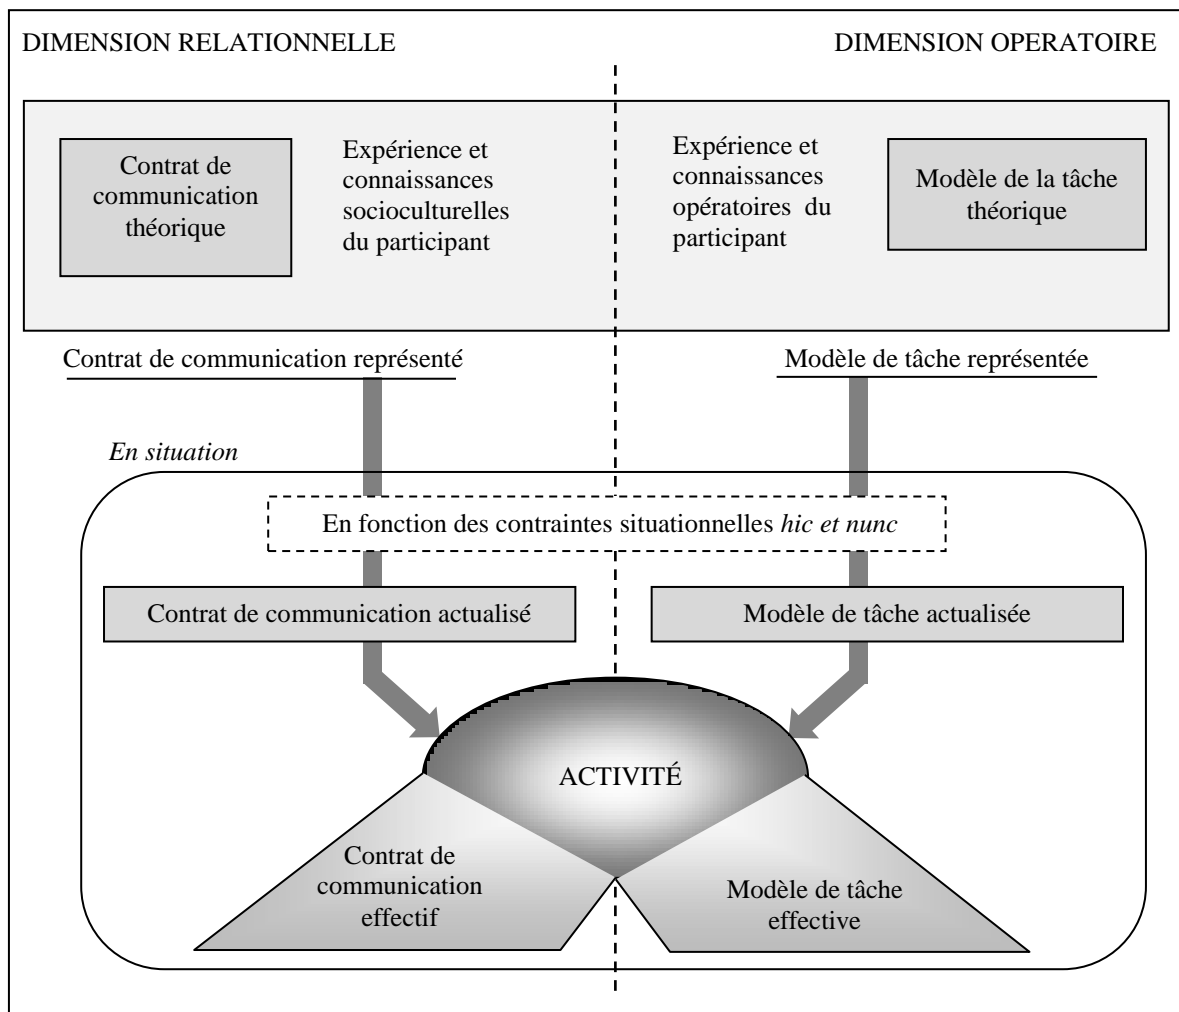 DIMENSION RELATIONNELLE
DIMENSION OPERATOIRE
Contrat de
communication
théorique
Expérience et
connaissances
socioculturelles
du participant
Expérience et
connaissances
opératoires du
participant
Modèle de la tâche
théorique
Contrat de communication représenté
Modèle de tâche représentée
En situation
En fonction des contraintes situationnelles hic et nunc
Contrat de communication actualisé
Modèle de tâche actualisée
ACTIVITÉ
Contrat de
communication
effectif
Modèle de tâche
effective